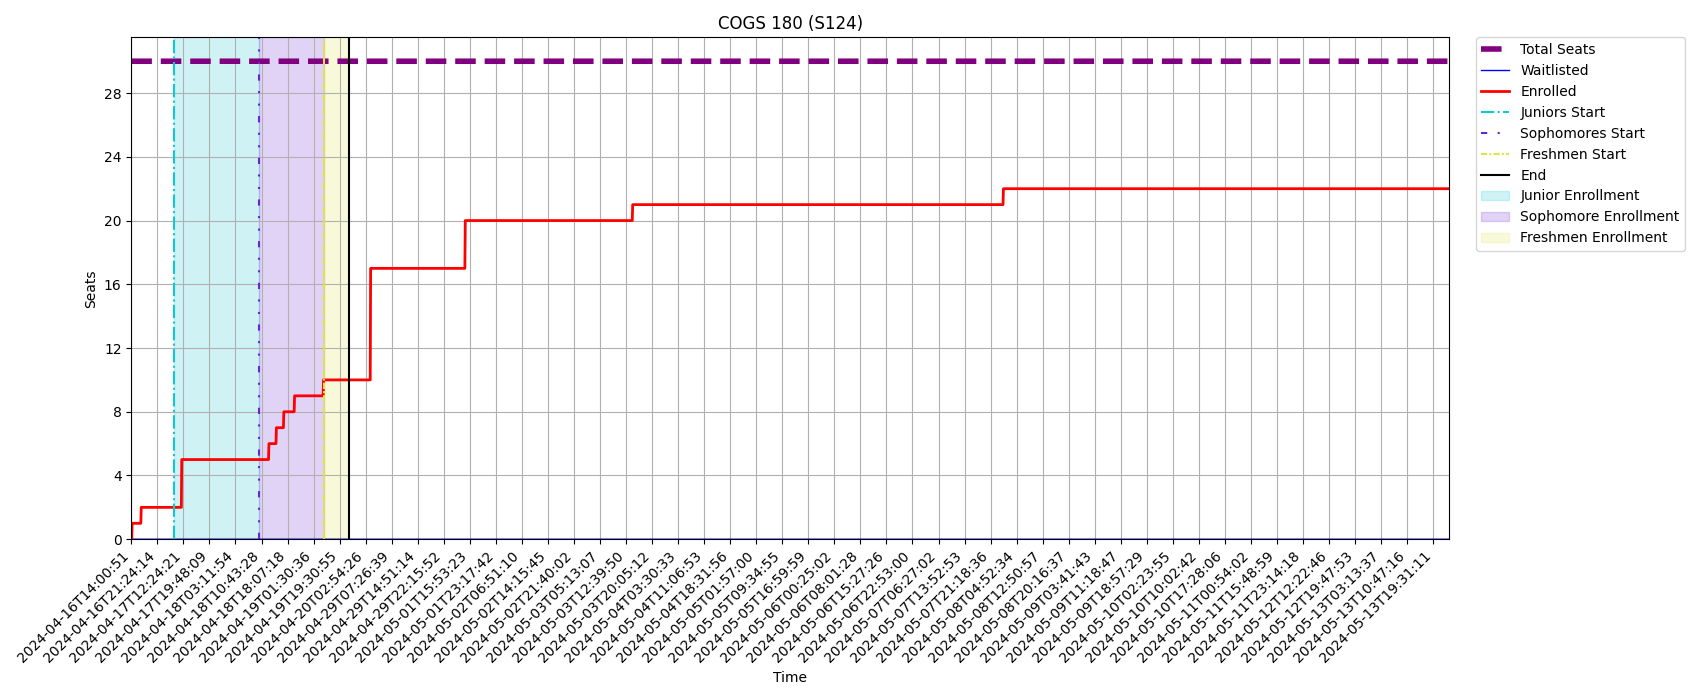 COGS 180 (S124)
Total Seats
Waitlisted
Enrolled
Juniors Start
Sophomores Start
Freshmen Start
End
Junior Enrollment
Sophomore Enrollment
Freshmen Enrollment
Seats
28
24
20
16
12
8
4
0
2024-04-16T14:00:51
2024-04-16T21:24:14
2024-04-17T12:24:21
2024-04-17T19:48:09
2024-04-18T03:11:54
2024-04-18T10:43:28
2024-04-18T18:07:18
2024-04-19T01:30:36
2024-04-19T19:30:55
2024-04-20T02:54:26
2024-04-29T07:26:39
2024-04-29T14:51:14
2024-04-29T22:15:52
2024-05-01T15:53:23
2024-05-01T23:17:42
2024-05-02T06:51:10
2024-05-02T14:15:45
2024-05-02T21:40:02
2024-05-03T05:13:07
2024-05-03T12:39:50
2024-05-03T20:05:12
2024-05-04T03:30:33
2024-05-04T11:06:53
2024-05-04T18:31:56
2024-05-05T01:57:00
2024-05-05T09:34:55
2024-05-05T16:59:59
2024-05-06T00:25:02
2024-05-06T08:01:28
2024-05-06T15:27:26
2024-05-06T22:53:00
2024-05-07T06:27:02
2024-05-07T13:52:53
2024-05-07T21:18:36
2024-05-08T04:52:34
2024-05-08T12:50:57
2024-05-08T20:16:37
2024-05-09T03:41:43
2024-05-09T11:18:47
2024-05-09T18:57:29
2024-05-10T02:23:55
2024-05-10T10:02:42
2024-05-10T17:28:06
2024-05-11T00:54:02
2024-05-11T15:48:59
2024-05-11T23:14:18
2024-05-12T12:22:46
2024-05-12T19:47:53
2024-05-13T03:13:37
2024-05-13T10:47:16
2024-05-13T19:31:11
Time